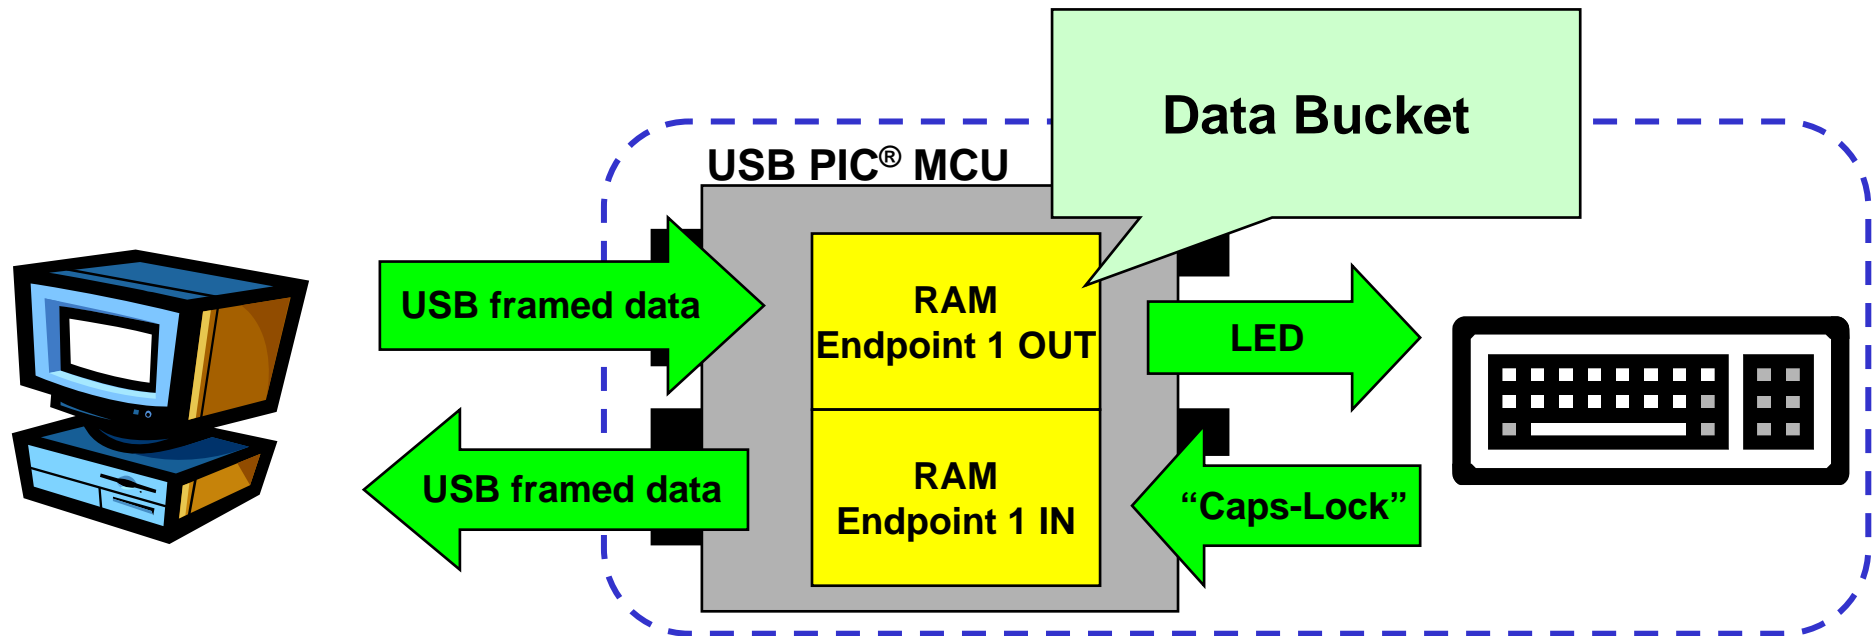 Data Bucket
USB PIC® MCU
USB framed data
RAM
Endpoint 1 OUT
LED
USB framed data
RAM
Endpoint 1 IN
“Caps-Lock”